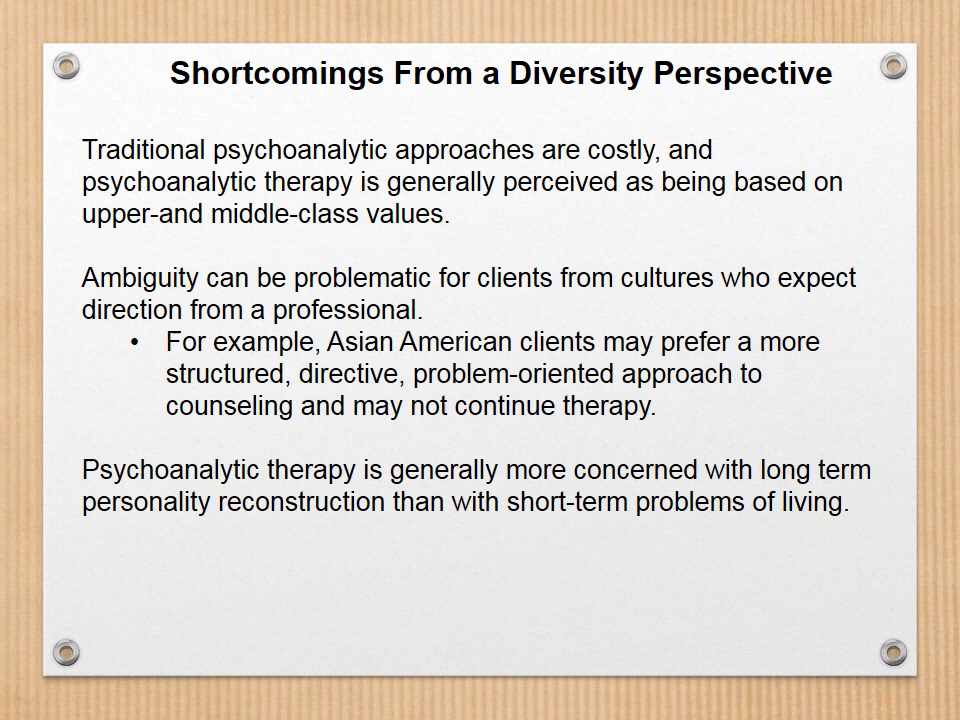 Shortcomings From a Diversity Perspective
Traditional psychoanalytic approaches are costly, and
psychoanalytic therapy is generally perceived as being based on
upper-and middle-class values.
Ambiguity can be problematic for clients from cultures who expect
direction from a professional.
• For example, Asian American clients may prefer a more
structured, directive, problem-oriented approach to
counseling and may not continue therapy.
Psychoanalytic therapy is generally more concerned with long term
personality reconstruction than with short-term problems of living.